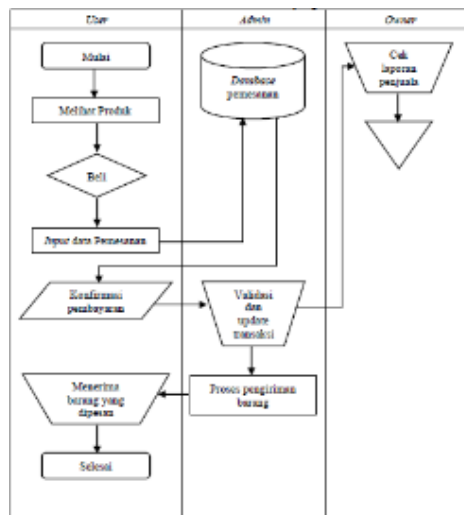 User
Admin
Owner
Mulai
Melihat Produk
Beli
Input data Pemesanan
Database
pemesanan
Cek
laporan
penjuala
Konfirmasi
pembayaran
Validasi
dan
update
transaksi
Proses pengiriman
barang
Menerima
barang yang
dipesan
Selesai